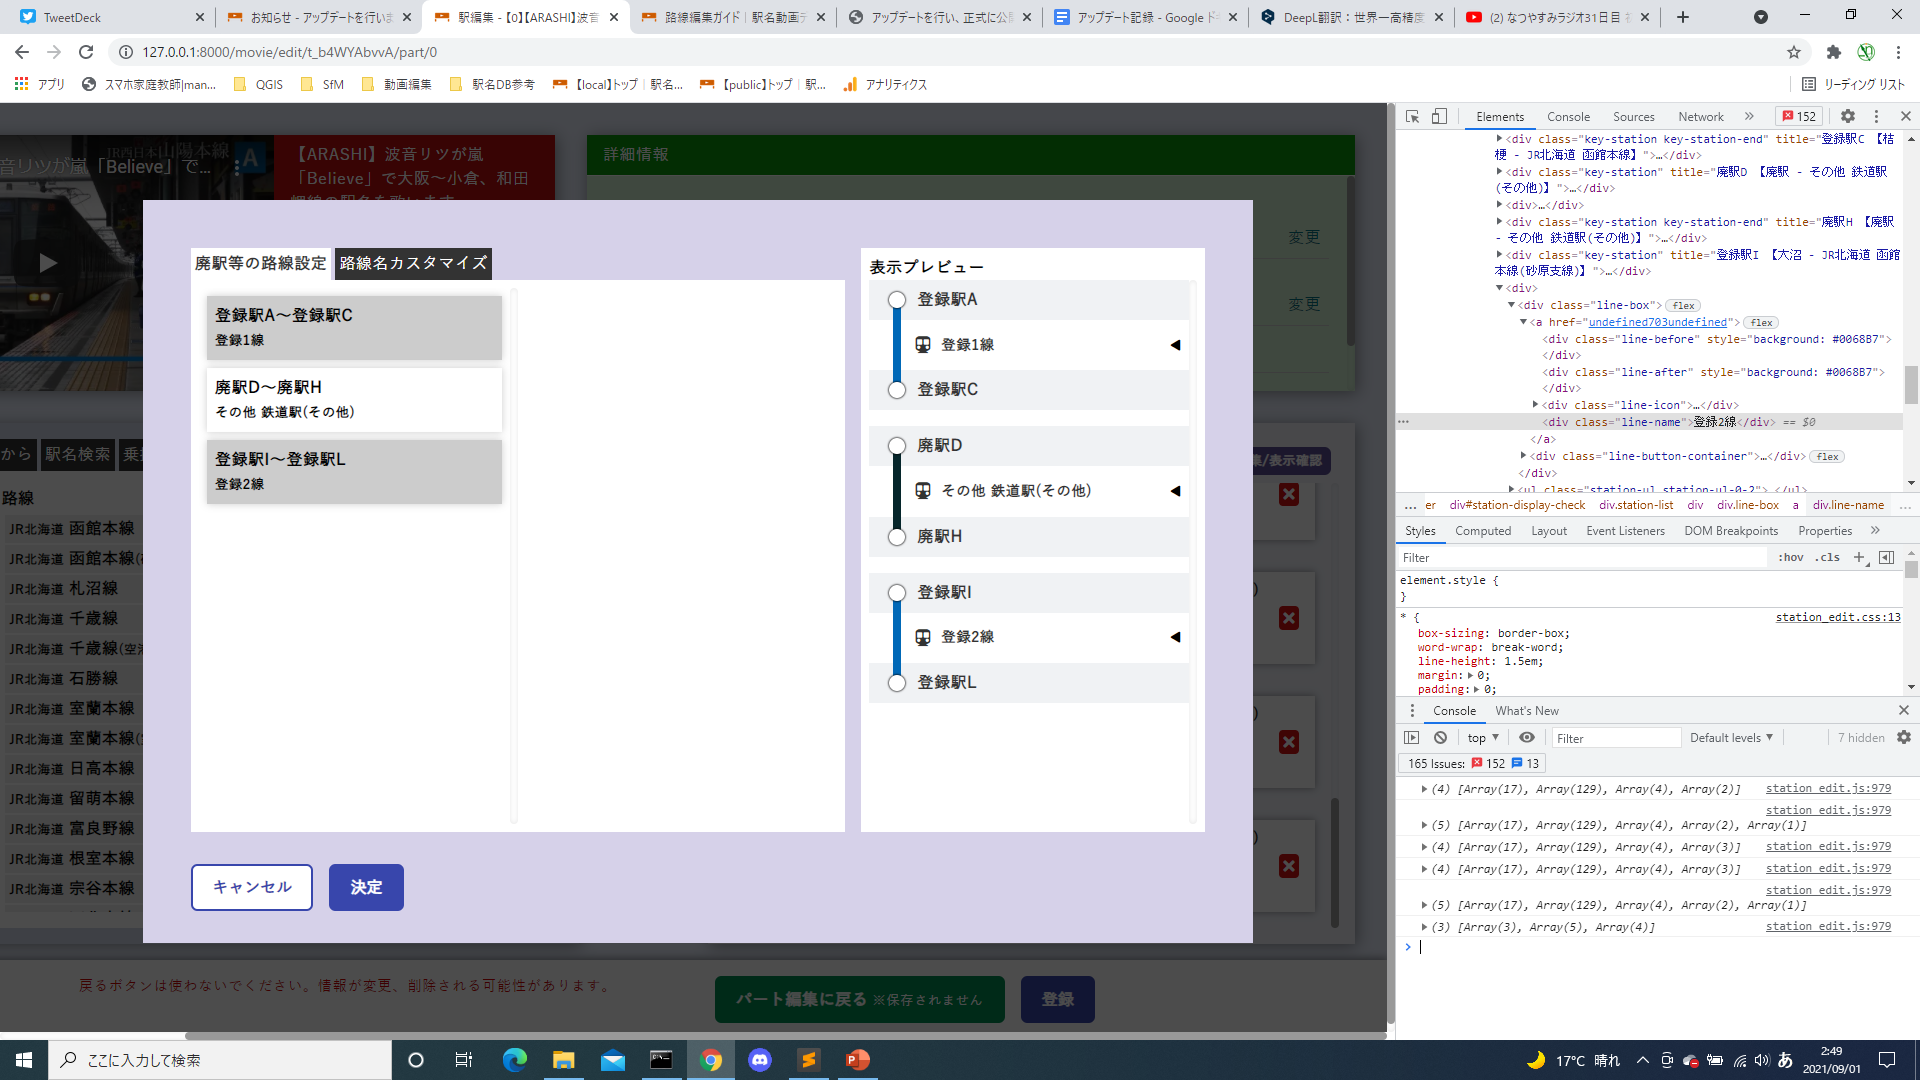 TweetDeck
お知らせ - アップデートを行いま
駅編集 - 【0】【ARASHI】波音
路線編集ガイド｜駅名動画デ
アップデートを行い、正式に公開
アップデート記録 - Google ド
DeepL翻訳：世界一高精度
(2) なつやすみラジオ31日目
127.0.0.1:8000/movie/edit/t_b4WYAbvvA/part/0
アプリ
スマホ家庭教師|man...
QGIS
SfM
動画編集
駅名DB参考
【local】トップ｜駅名...
【public】トップ｜駅...
アナリティクス
リーディング リスト
JR西日本山陽本線
音リツが嵐「Believe」で...
【ARASHI】波音リツが嵐
「Believe」で大阪～小倉、和田
詳細情報
変更
変更
から
駅名検索
路線
JR北海道 函館本線
JR北海道 函館本線
JR北海道 札沼線
JR北海道 千歳線
JR北海道 千歳線(空
JR北海道 石勝線
JR北海道 室蘭本線
JR北海道 室蘭本線
JR北海道 日高本線
JR北海道 留萌本線
JR北海道 富良野線
JR北海道 根室本線
JR北海道 宗谷本線
集/表示確認
廃駅等の路線設定
路線名カスタマイズ
登録駅A～登録駅C
登録1線
廃駅D～廃駅H
その他 鉄道駅(その他)
登録駅I～登録駅L
登録2線
表示プレビュー
登録駅A
登録1線
登録駅C
廃駅D
その他 鉄道駅(その他)
廃駅H
登録駅I
登録2線
登録駅L
キャンセル
決定
戻るボタンは使わないでください。情報が変更、削除される可能性があります。
パート編集に戻る ※保存されません
登録
Elements
Console
Sources
Network
152
<div class="key-station key-station-end" title="登録駅C 【桔
梗 - JR北海道 函館本線】">…</div>
<div class="key-station" title="廃駅D 【廃駅 - その他 鉄道駅
(その他)】">…</div>
<div>…</div>
<div class="key-station key-station-end" title="廃駅H 【廃駅
- その他 鉄道駅(その他)】">…</div>
<div class="key-station" title="登録駅I 【大沼 - JR北海道 函館
本線(砂原支線)】">…</div>
<div>
<div class="line-box"> flex
<a href="undefined703undefined"> flex
<div class="line-before" style="background: #0068B7">
</div>
<div class="line-after" style="background: #0068B7">
</div>
<div class="line-icon">…</div>
<div class="line-name">登録2線</div> == $0
</a>
<div class="line-button-container">…</div> flex
</div>
<ul class="station-ul station-ul-0-2">…</ul>
... er div#station-display-check div.station-list div div.line-box a div.line-name ...
Styles
Computed
Layout
Event Listeners
DOM Breakpoints
Properties
Filter
:hov .cls
element.style {
}
* {
station_edit.css:13
box-sizing: border-box;
word-wrap: break-word;
line-height: 1.5em;
margin: 0;
padding: 0;
Console
What's New
top
Filter
Default levels
7 hidden
165 Issues: 152 13
(4) [Array(17), Array(129), Array(4), Array(2)] station_edit.js:979
station_edit.js:979
(5) [Array(17), Array(129), Array(4), Array(2), Array(1)]
(4) [Array(17), Array(129), Array(4), Array(3)] station_edit.js:979
(4) [Array(17), Array(129), Array(4), Array(3)] station_edit.js:979
station_edit.js:979
(5) [Array(17), Array(129), Array(4), Array(2), Array(1)]
(3) [Array(3), Array(5), Array(4)] station_edit.js:979
ここに入力して検索
17°C 晴れ
あ
2:49
2021/09/01